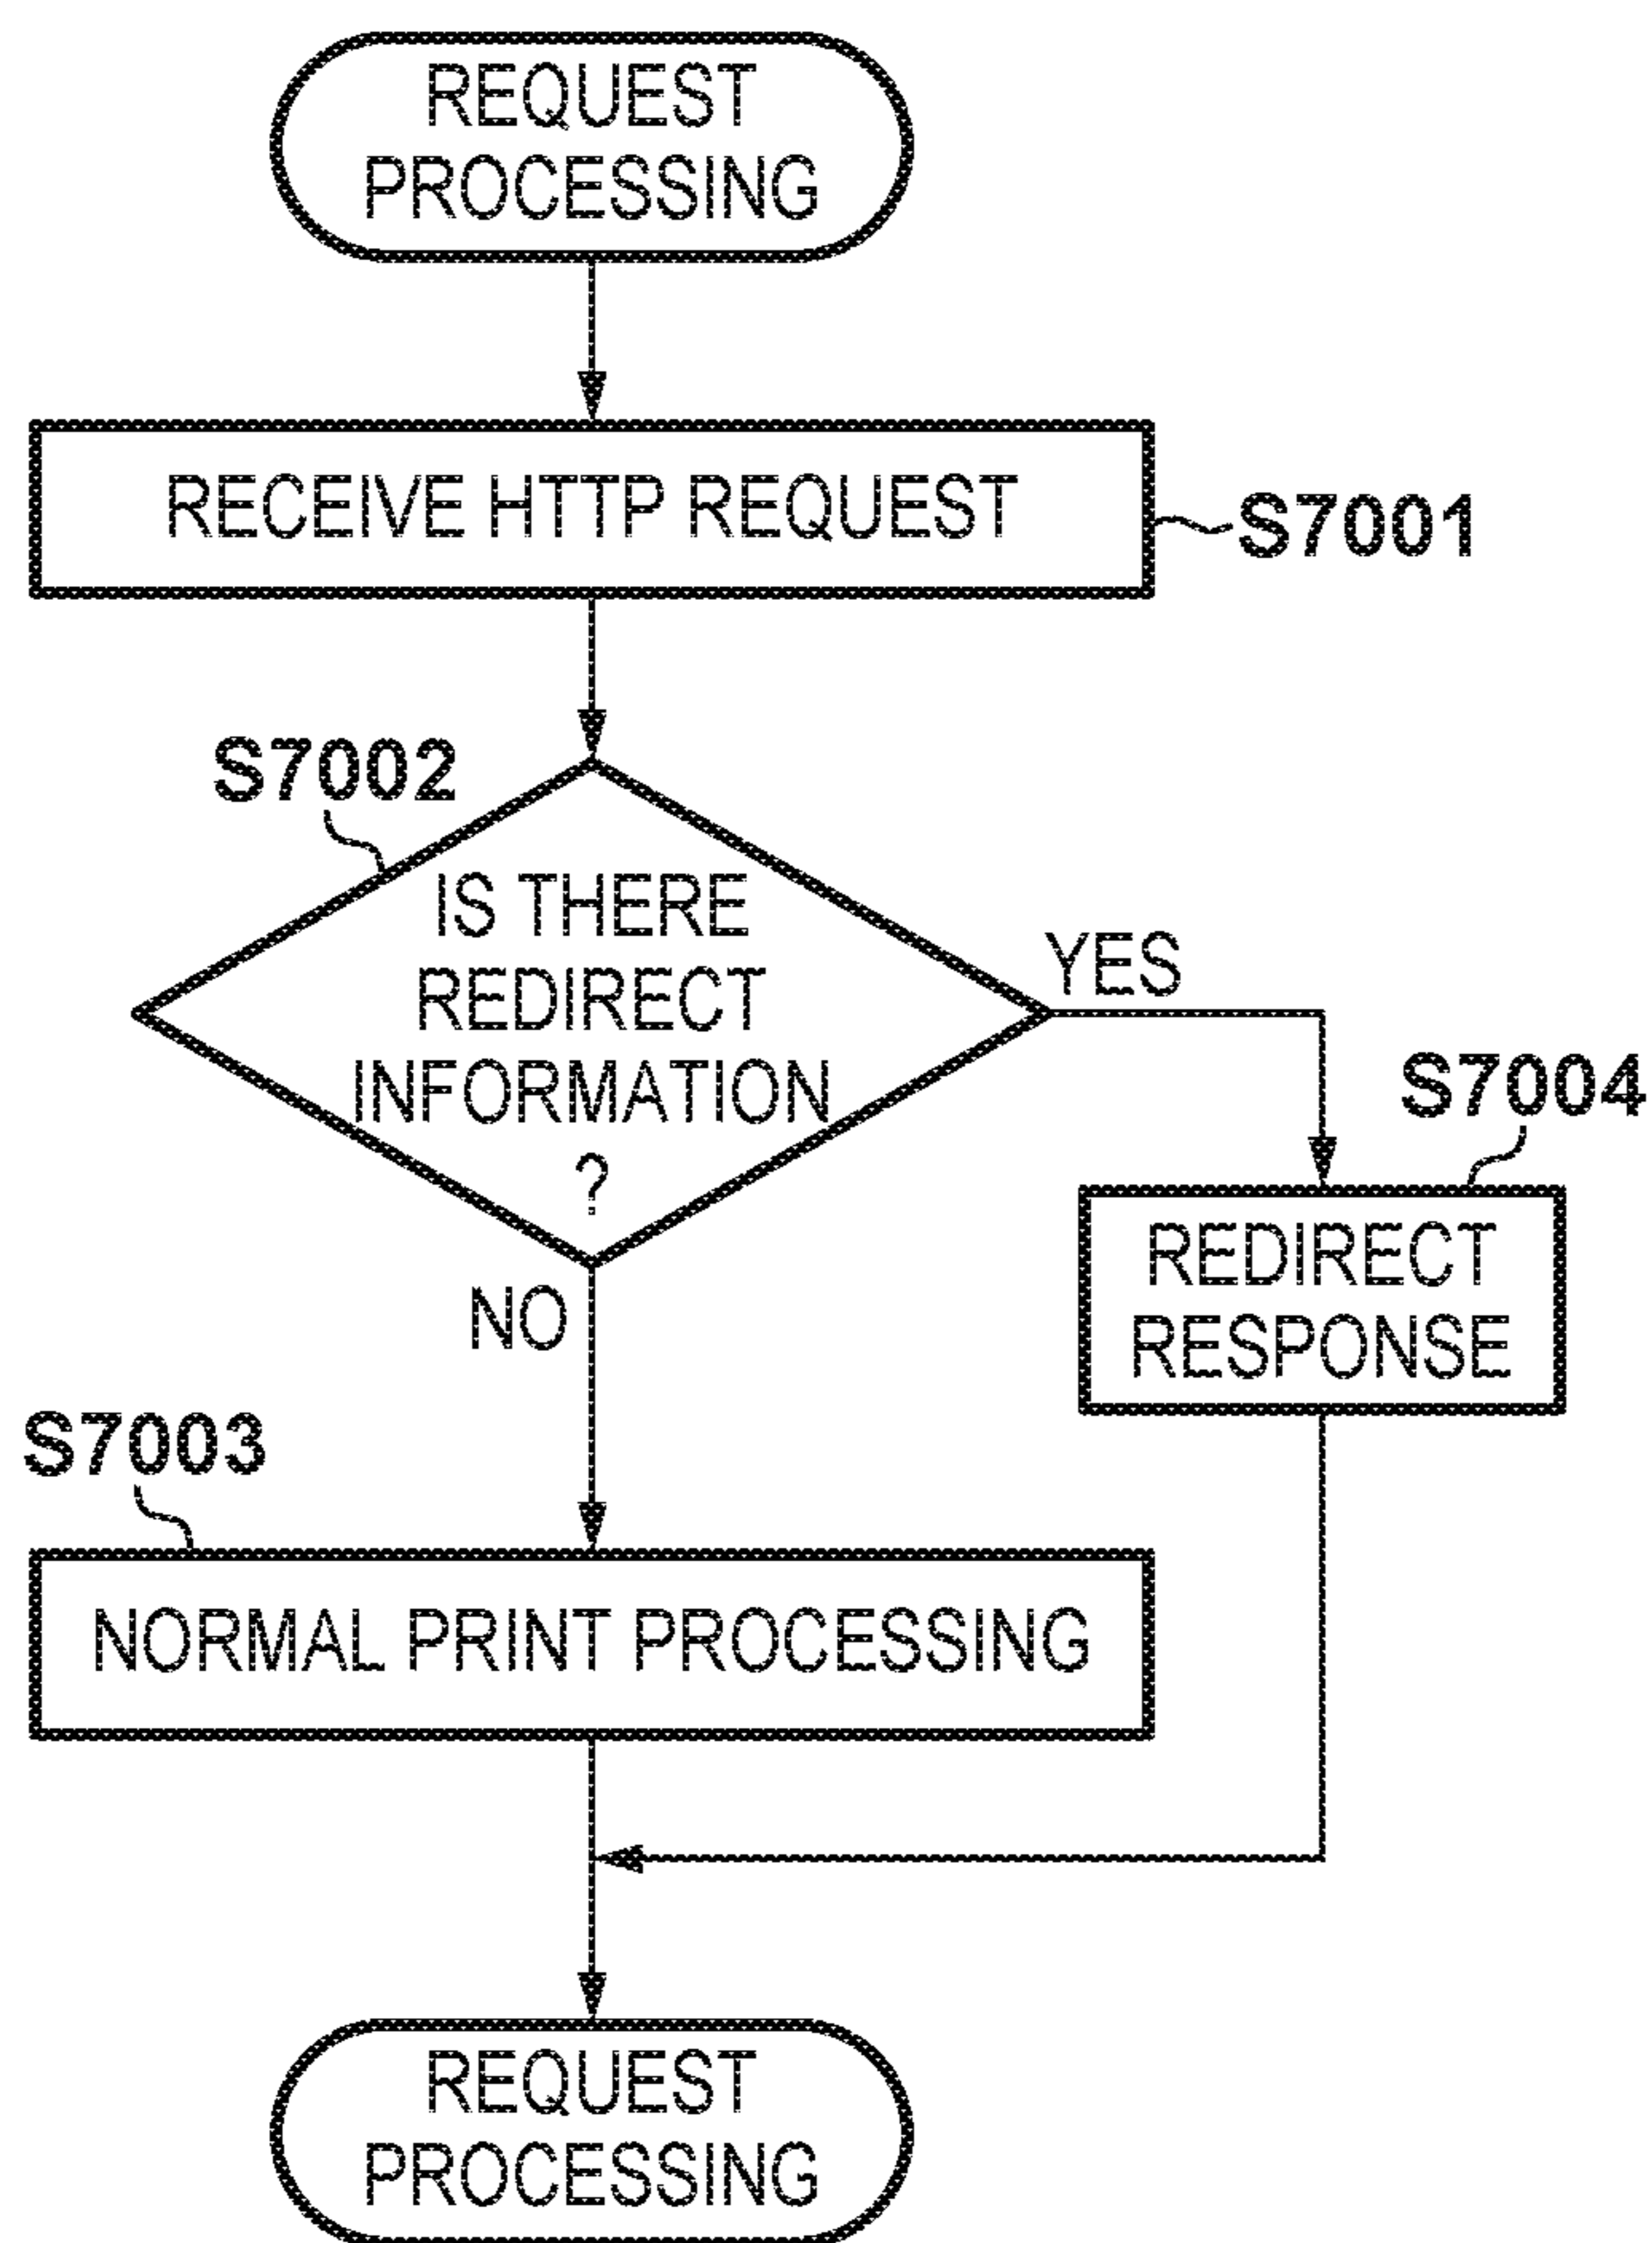 REQUEST
PROCESSING
RECEIVE HTTP REQUEST
S7001
S7002
IS THERE
REDIRECT
INFORMATION
?
YES
S7004
REDIRECT
RESPONSE
NO
S7003
NORMAL PRINT PROCESSING
REQUEST
PROCESSING